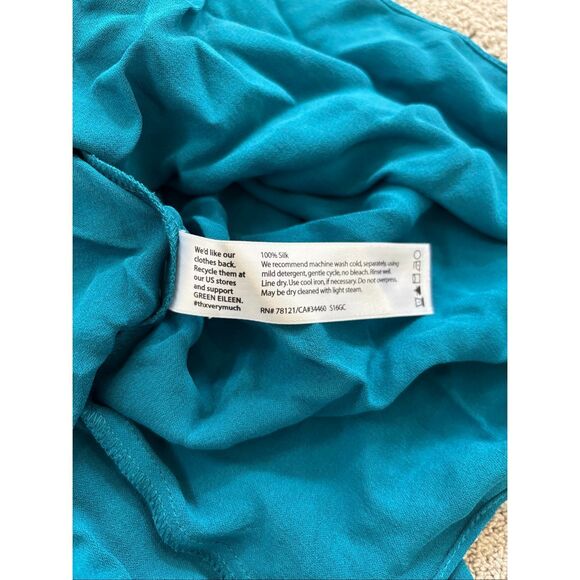 We'd like our
clothes back.
Recycle them at
our US stores
and support
GREEN EILEEN.
#thxverymuch
100% Silk
We recommend machine wash cold, separately, using
mild detergent, gentle cycle, no bleach. Rinse well.
Line dry. Use cool iron, if necessary. Do not overpress.
May be dry cleaned with light steam.
RN# 78121/CA#34460 S16GC